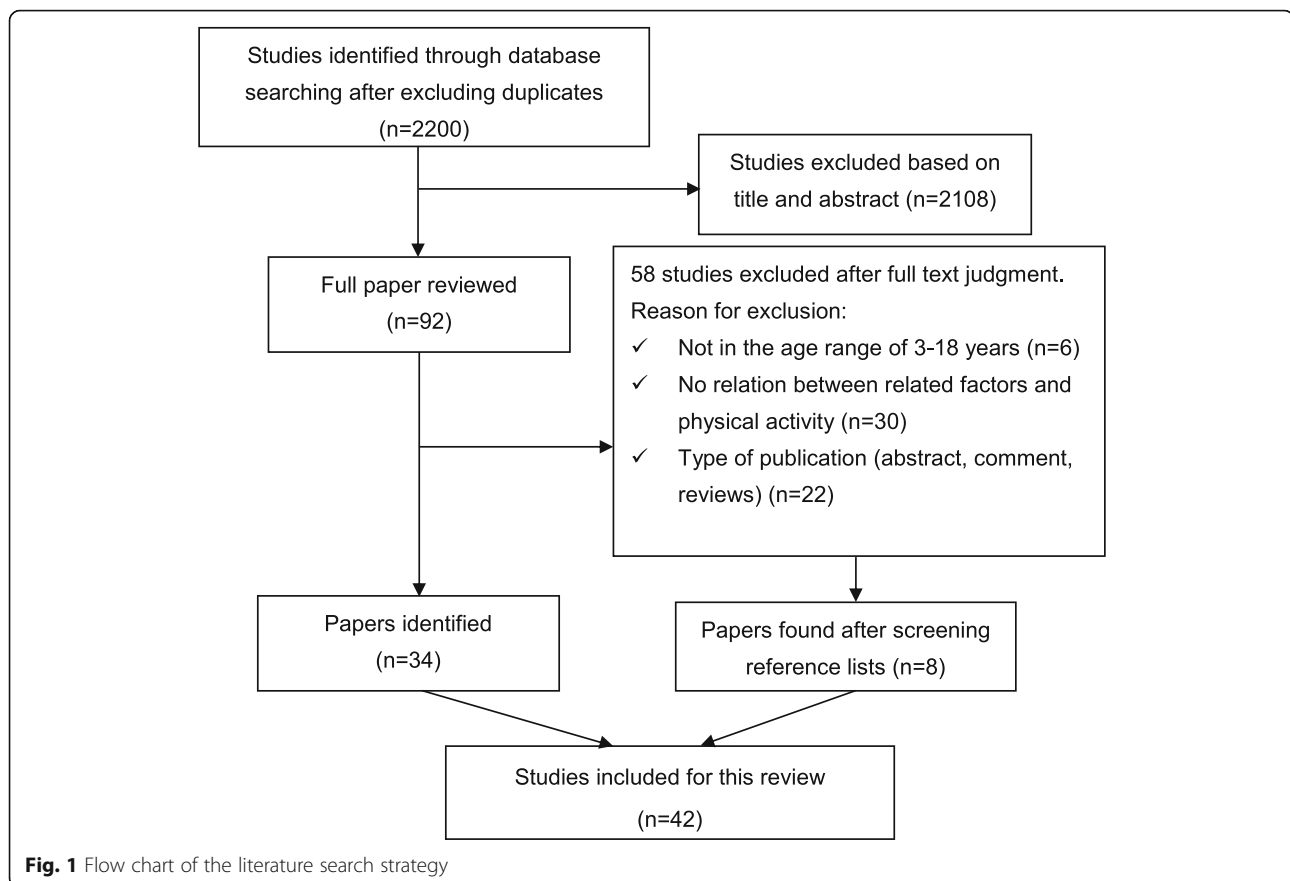 Studies identified through database
searching after excluding duplicates
(n=2200)
Studies excluded based on
title and abstract (n=2108)
Full paper reviewed
(n=92)
58 studies excluded after full text judgment.
Reason for exclusion:
✓ Not in the age range of 3-18 years (n=6)
✓ No relation between related factors and
physical activity (n=30)
✓ Type of publication (abstract, comment,
reviews) (n=22)
Papers identified
(n=34)
Papers found after screening
reference lists (n=8)
Studies included for this review
(n=42)
Fig. 1 Flow chart of the literature search strategy